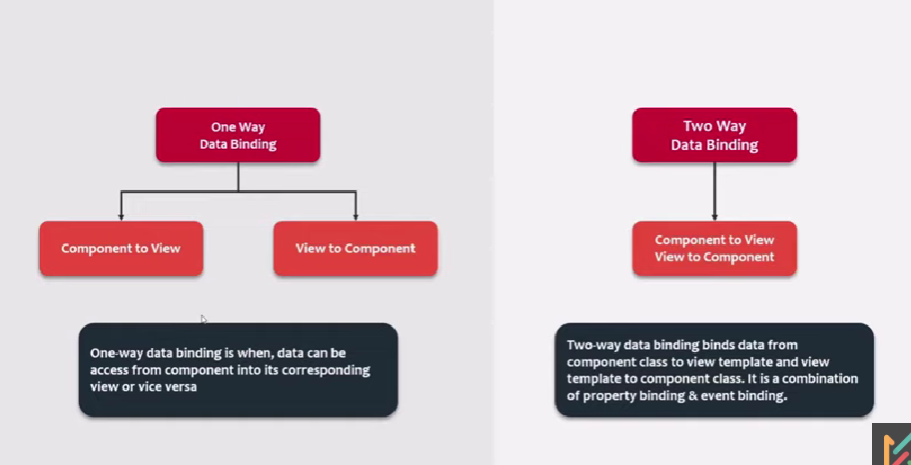 One Way
Data Binding
Component to View
View to Component
One-way data binding is when, data can be
access from component into its corresponding
view or vice versa
Two Way
Data Binding
Component to View
View to Component
Two-way data binding binds data from
component class to view template and view
template to component class. It is a combination
of property binding & event binding.